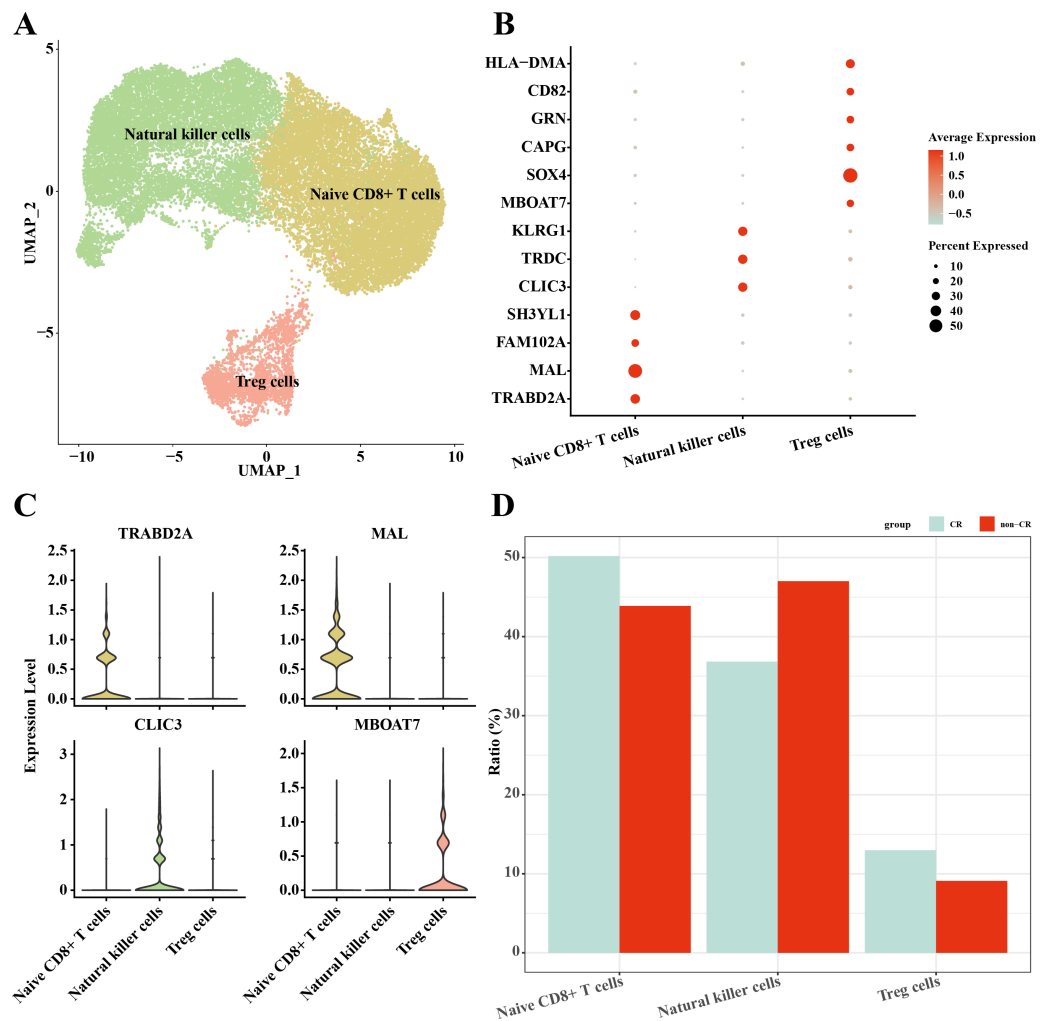 A
5
0
−5
UMAP_2
Natural killer cells
Naive CD8+ T cells
Treg cells
−10
−5
0
5
10
UMAP_1
B
HLA−DMA
CD82
GRN
CAPG
SOX4
MBOAT7
KLRG1
TRDC
CLIC3
SH3YL1
FAM102A
MAL
TRABD2A
Naive CD8+ T cells
Natural killer cells
Treg cells
Average Expression
1.0
0.5
0.0
−0.5
Percent Expressed
10
20
30
40
50
C
Expression Level
TRABD2A
2.5
2.0
1.5
1.0
0.5
0.0
MAL
2.5
2.0
1.5
1.0
0.5
0.0
CLIC3
3
2
1
0
MBOAT7
2.0
1.5
1.0
0.5
0.0
Naive CD8+ T cells
Natural killer cells
Treg cells
Naive CD8+ T cells
Natural killer cells
Treg cells
D
group
CR
non−CR
Ratio (%)
50
40
30
20
10
0
Naive CD8+ T cells
Natural killer cells
Treg cells